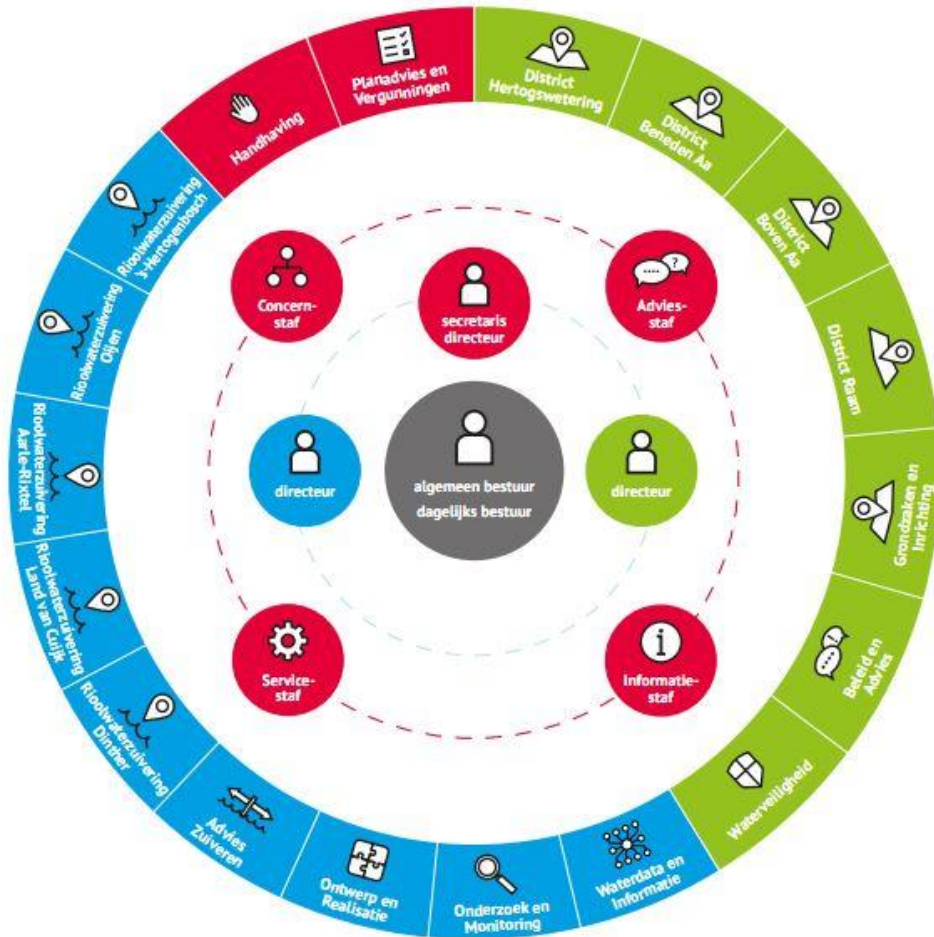 Planadvies en
Vergunningen
District
Hertogswetering
District
Beneden Aa
District
Boven Aa
District Raam
Grondzaken en
Inrichting
Beleid en
Advies
Waterveiligheid
Waterdata en
Informatie
Onderzoek en
Monitoring
Ontwerp en
Realisatie
Advies
Zuiveren
Rioolwaterzuivering
Dinther
Rioolwaterzuivering
Land van Cuijk
Rioolwaterzuivering
Aarle-Rixtel
Rioolwaterzuivering
Oijen
Rioolwaterzuivering
's-Hertogenbosch
Handhaving
Concern-
staf
secretaris
directeur
Advies-
staf
....
?
directeur
algemeen bestuur
dagelijks bestuur
directeur
Service-
staf
i
Informatie-
staf